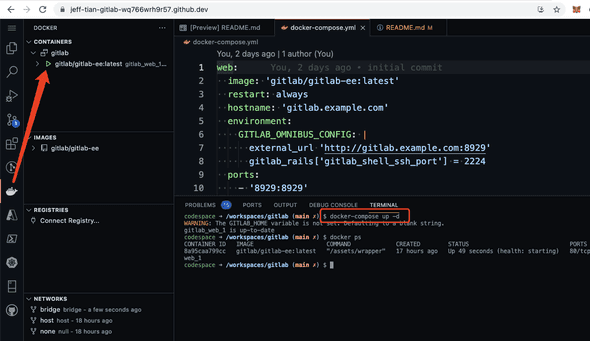 jeff-tian-gitlab-wq766wrh9r57.github.dev
DOCKER
CONTAINERS
gitlab
gitlab/gitlab-ee:latest gitlab_web_1...
IMAGES
gitlab/gitlab-ee
REGISTRIES
Connect Registry...
NETWORKS
bridge bridge - a few seconds ago
host host - 18 hours ago
none null - 18 hours ago
[Preview] README.md
docker-compose.yml
README.md M
docker-compose.yml
You, 2 days ago | 1 author (You)
1 web: You, 2 days ago • initial commit
2 image: 'gitlab/gitlab-ee:latest'
3 restart: always
4 hostname: 'gitlab.example.com'
5 environment:
6 GITLAB_OMNIBUS_CONFIG: |
7 external_url 'http://gitlab.example.com:8929'
8 gitlab_rails['gitlab_shell_ssh_port'] = 2224
9 ports:
10 - '8929:8929'
PROBLEMS PORTS OUTPUT DEBUG CONSOLE TERMINAL
codespace → /workspaces/gitlab (main ✗) $ docker-compose up -d
WARNING: The GITLAB_HOME variable is not set. Defaulting to a blank string.
gitlab_web_1 is up-to-date
codespace → /workspaces/gitlab (main ✗) $ docker ps
CONTAINER ID IMAGE COMMAND CREATED STATUS PORTS
8a95caa799cc gitlab/gitlab-ee:latest "/assets/wrapper" 17 hours ago Up 49 seconds (health: starting) 80/tcp
web_1
codespace → /workspaces/gitlab (main ✗) $